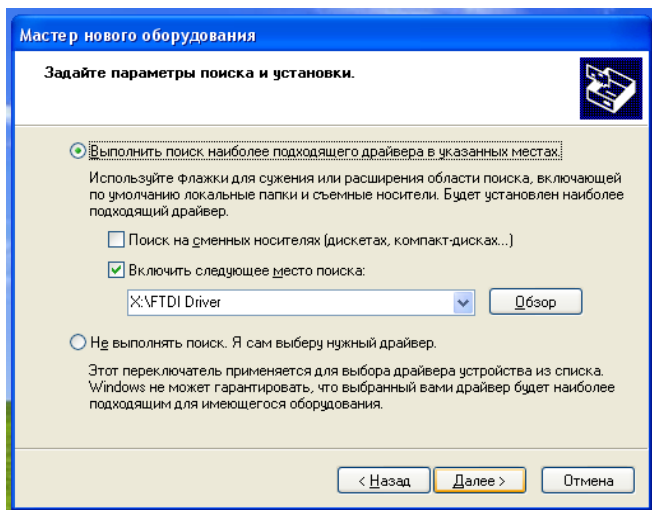 Мастер нового оборудования
Задайте параметры поиска и установки.
Выполнить поиск наиболее подходящего драйвера в указанных местах.
Используйте флажки для сужения или расширения области поиска, включающей
по умолчанию локальные папки и съемные носители. Будет установлен наиболее
подходящий драйвер.
Поиск на сменных носителях (дискетах, компакт-дисках...)
Включить следующее место поиска:
X:\FTDI Driver
Обзор
Не выполнять поиск. Я сам выберу нужный драйвер.
Этот переключатель применяется для выбора драйвера устройства из списка.
Windows не может гарантировать, что выбранный вами драйвер будет наиболее
подходящим для имеющегося оборудования.
< Назад
Далее >
Отмена